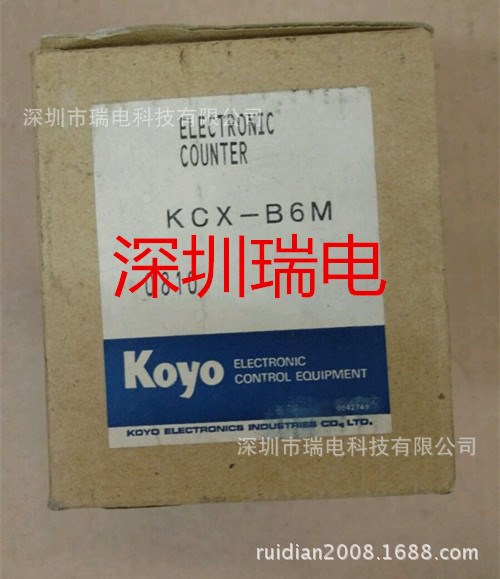 深圳市瑞电科技有限公司
ELECTRONIC
COUNTER
KCX-B6M
深圳瑞电
Koyo
ELECTRONIC
CONTROL EQUIPMENT
KOYO ELECTRONICS INDUSTRIES CO., LTD.
深圳市瑞电科技有限公司
ruidian2008.1688.com